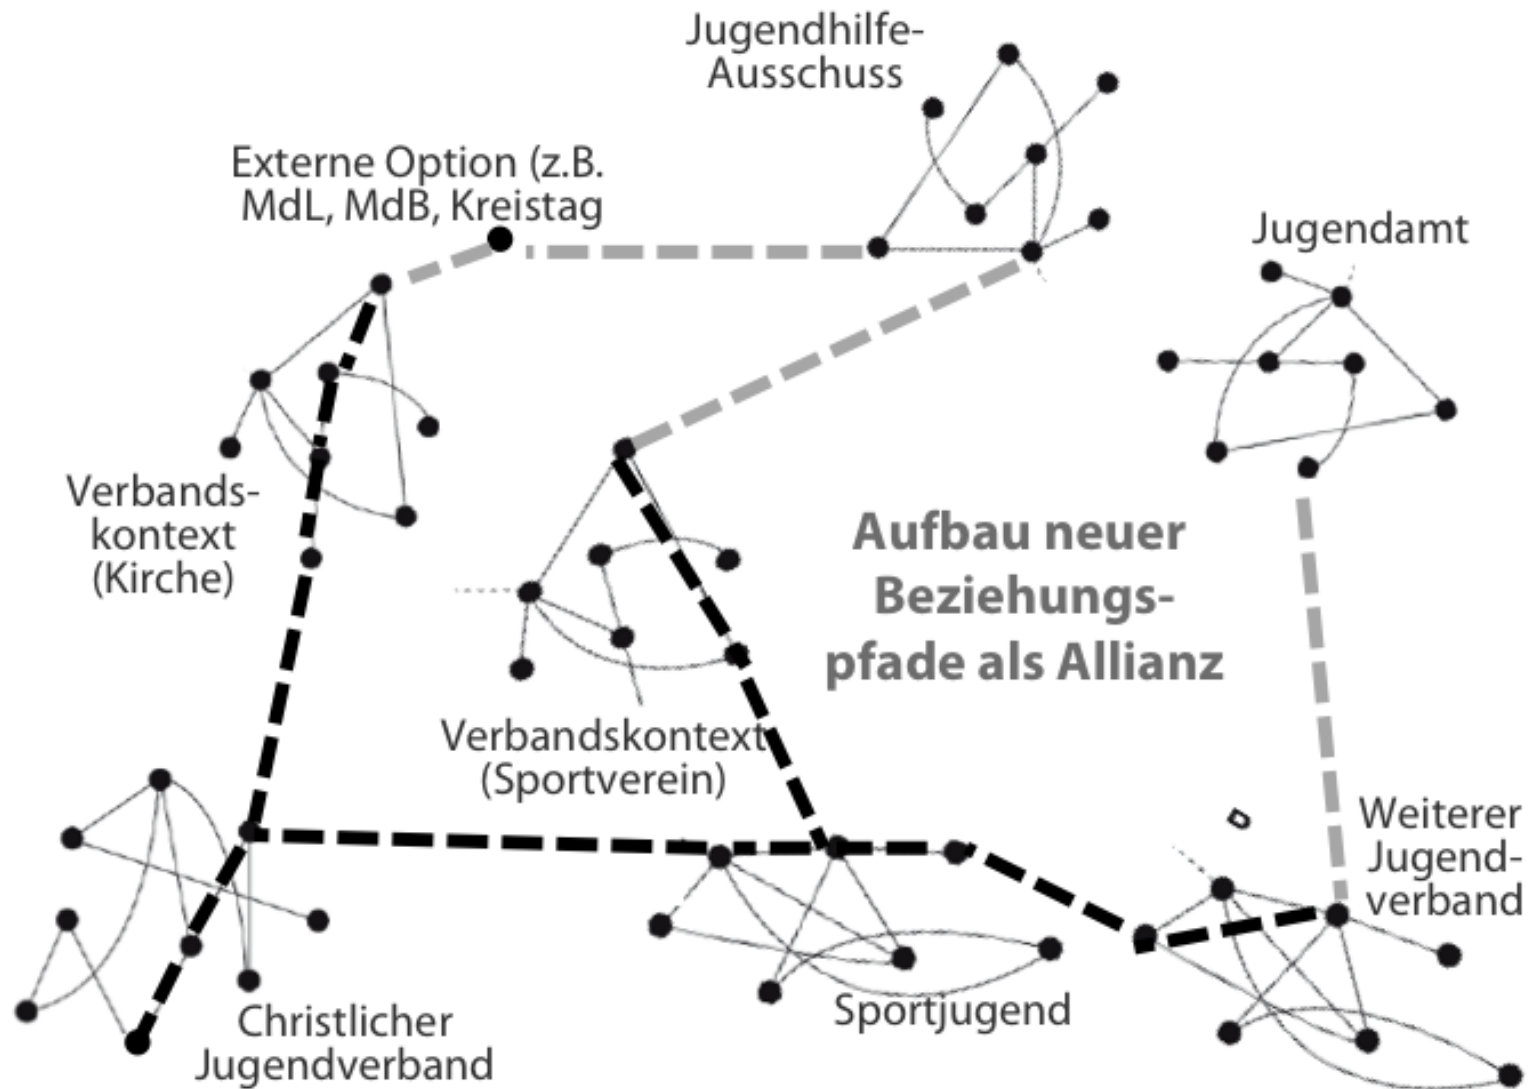 Jugendhilfe-
Ausschuss
Externe Option (z.B.
MdL, MdB, Kreistag
Jugendamt
Verbands-
kontext
(Kirche)
Aufbau neuer
Beziehungs-
pfade als Allianz
Verbandskontext
(Sportverein)
Weiterer
Jugend-
verband
Christlicher
Jugendverband
Sportjugend